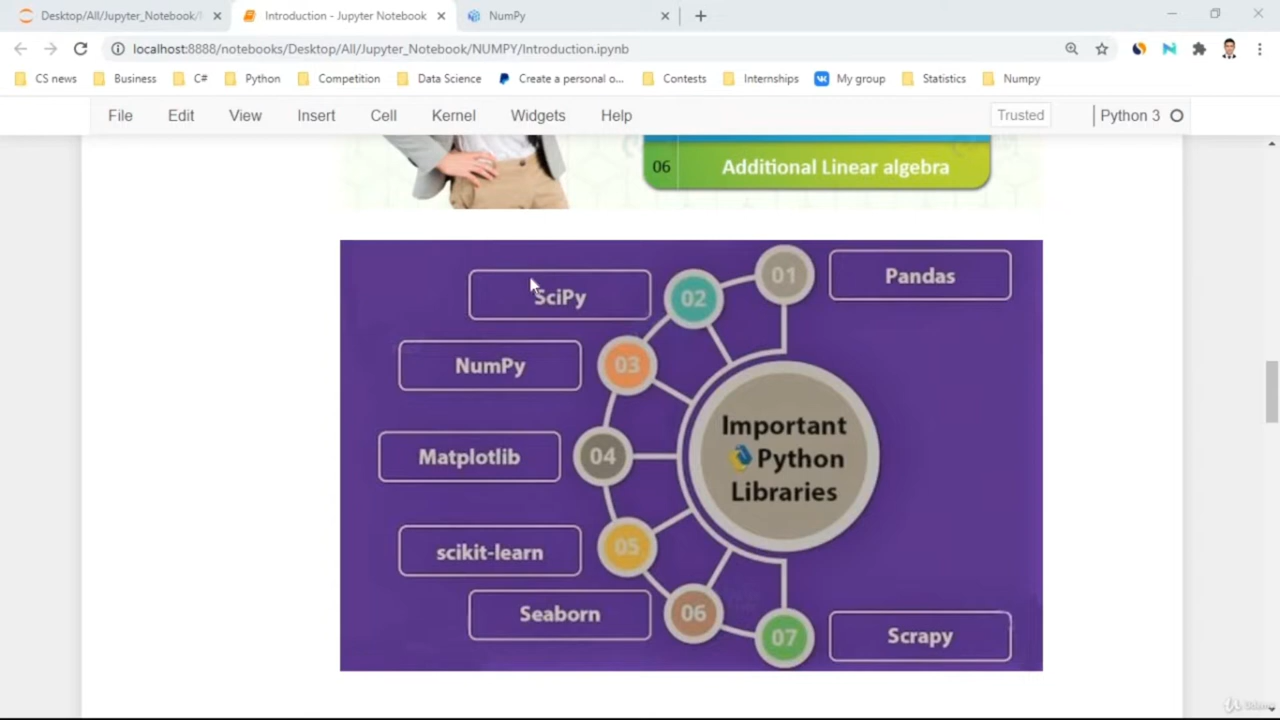 Desktop/All/Jupyter_Notebook/
Introduction - Jupyter Notebook
NumPy
localhost:8888/notebooks/Desktop/All/Jupyter_Notebook/NUMPY/Introduction.ipynb
CS news
Business
C#
Python
Competition
Data Science
Create a personal o...
Contests
Internships
My group
Statistics
Numpy
File
Edit
View
Insert
Cell
Kernel
Widgets
Help
Trusted
Python 3
06 Additional Linear algebra
01 Pandas
SciPy 02
NumPy 03
Matplotlib 04
Important
Python
Libraries
scikit-learn 05
Seaborn 06
07 Scrapy